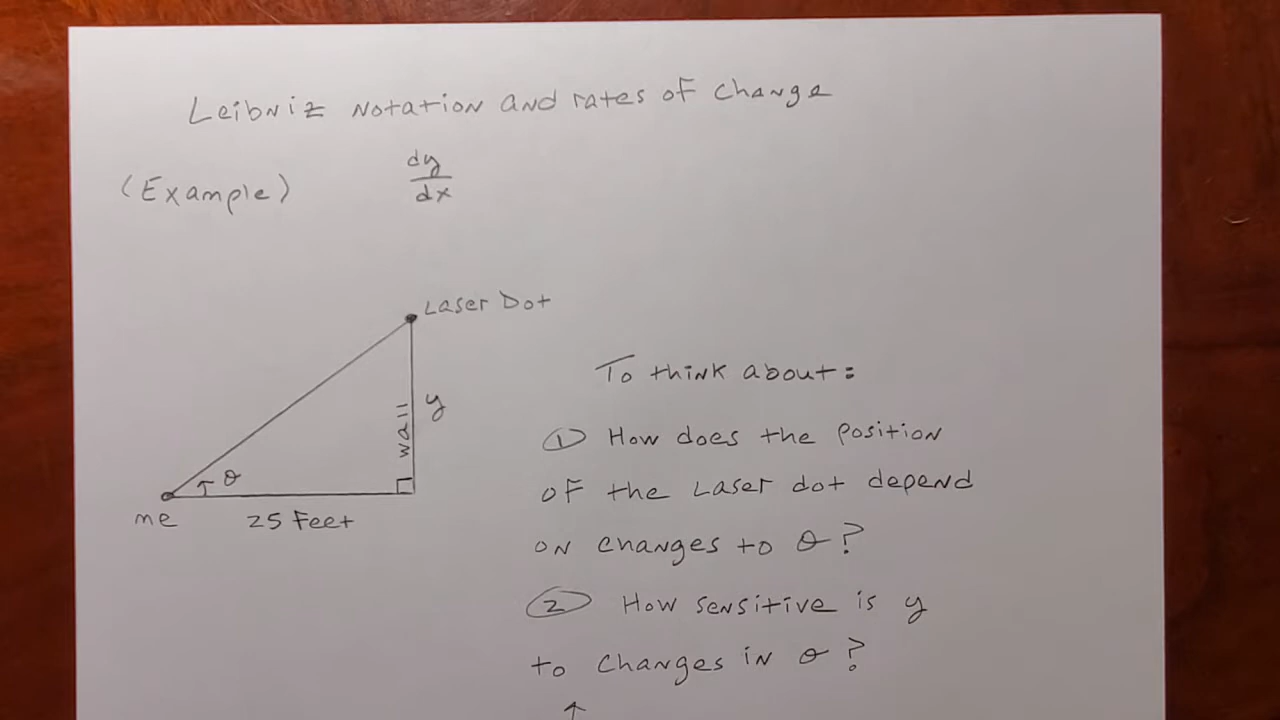 Leibniz notation and rates of change
(Example)
dy
dx
Laser Dot
y
wall
θ
me
25 Feet
To think about:
① How does the position
of the Laser dot depend
on changes to θ?
② How sensitive is y
to changes in θ?